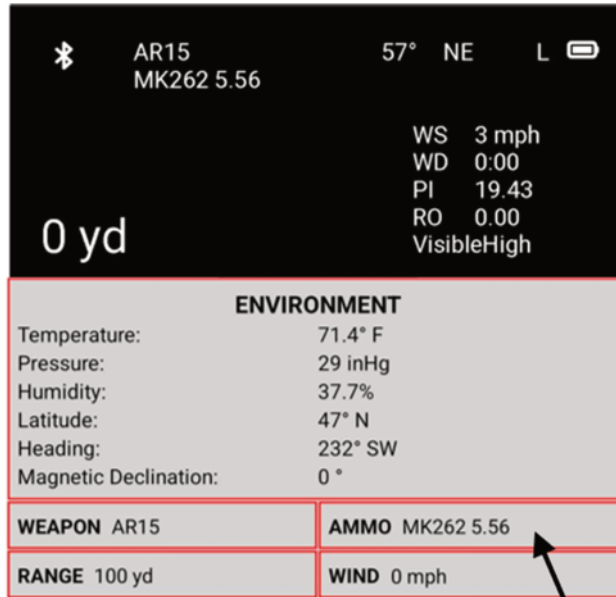 AR15 57° NE L
MK262 5.56
WS 3 mph
WD 0:00
PI 19.43
RO 0.00
0 yd VisibleHigh
ENVIRONMENT
Temperature: 71.4° F
Pressure: 29 inHg
Humidity: 37.7%
Latitude: 47° N
Heading: 232° SW
Magnetic Declination: 0 °
WEAPON AR15 AMMO MK262 5.56
RANGE 100 yd WIND 0 mph